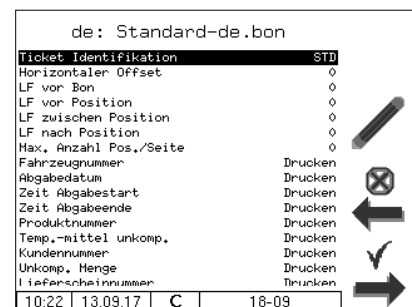 de: Standard-de.bon
Ticket Identifikation STD
Horizontaler Offset 0
LF vor Bon 0
LF vor Position 0
LF zwischen Position 0
LF nach Position 0
Max. Anzahl Pos./Seite 0
Fahrzeugnummer Drucken
Abgabedatum Drucken
Zeit Abgabestart Drucken
Zeit Abgabeende Drucken
Produktnummer Drucken
Temp.-mittel unkomp. Drucken
Kundennummer Drucken
Unkomp. Menge Drucken
Lieferscheinnummer Drucken
10:22 13.09.17 C 18-09